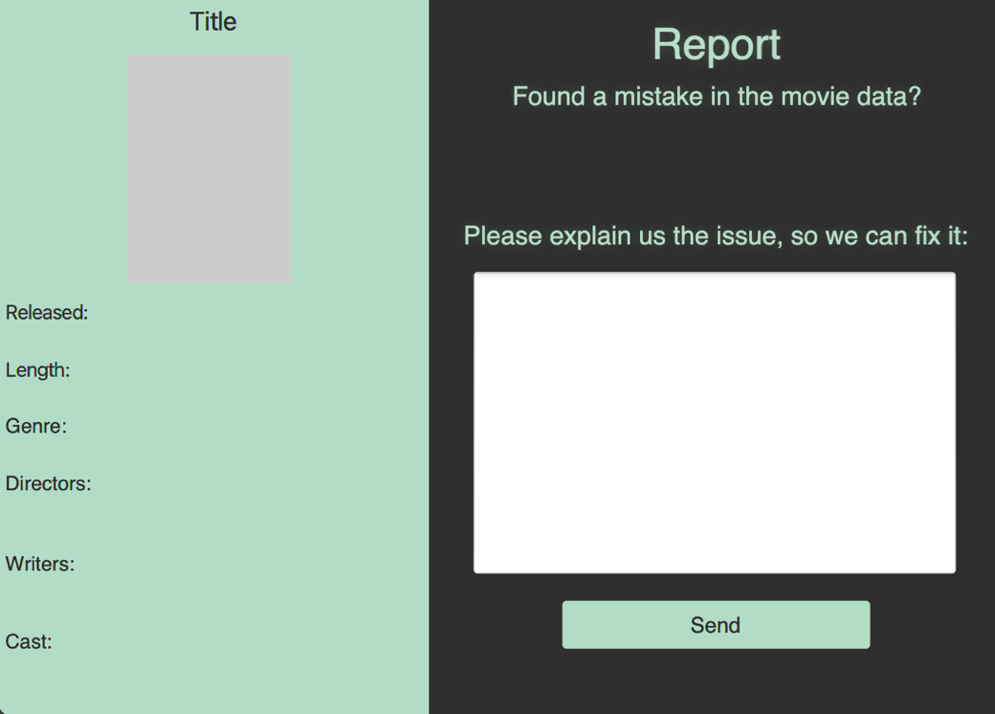 Title
Released:
Length:
Genre:
Directors:
Writers:
Cast:
Report
Found a mistake in the movie data?
Please explain us the issue, so we can fix it:
Send